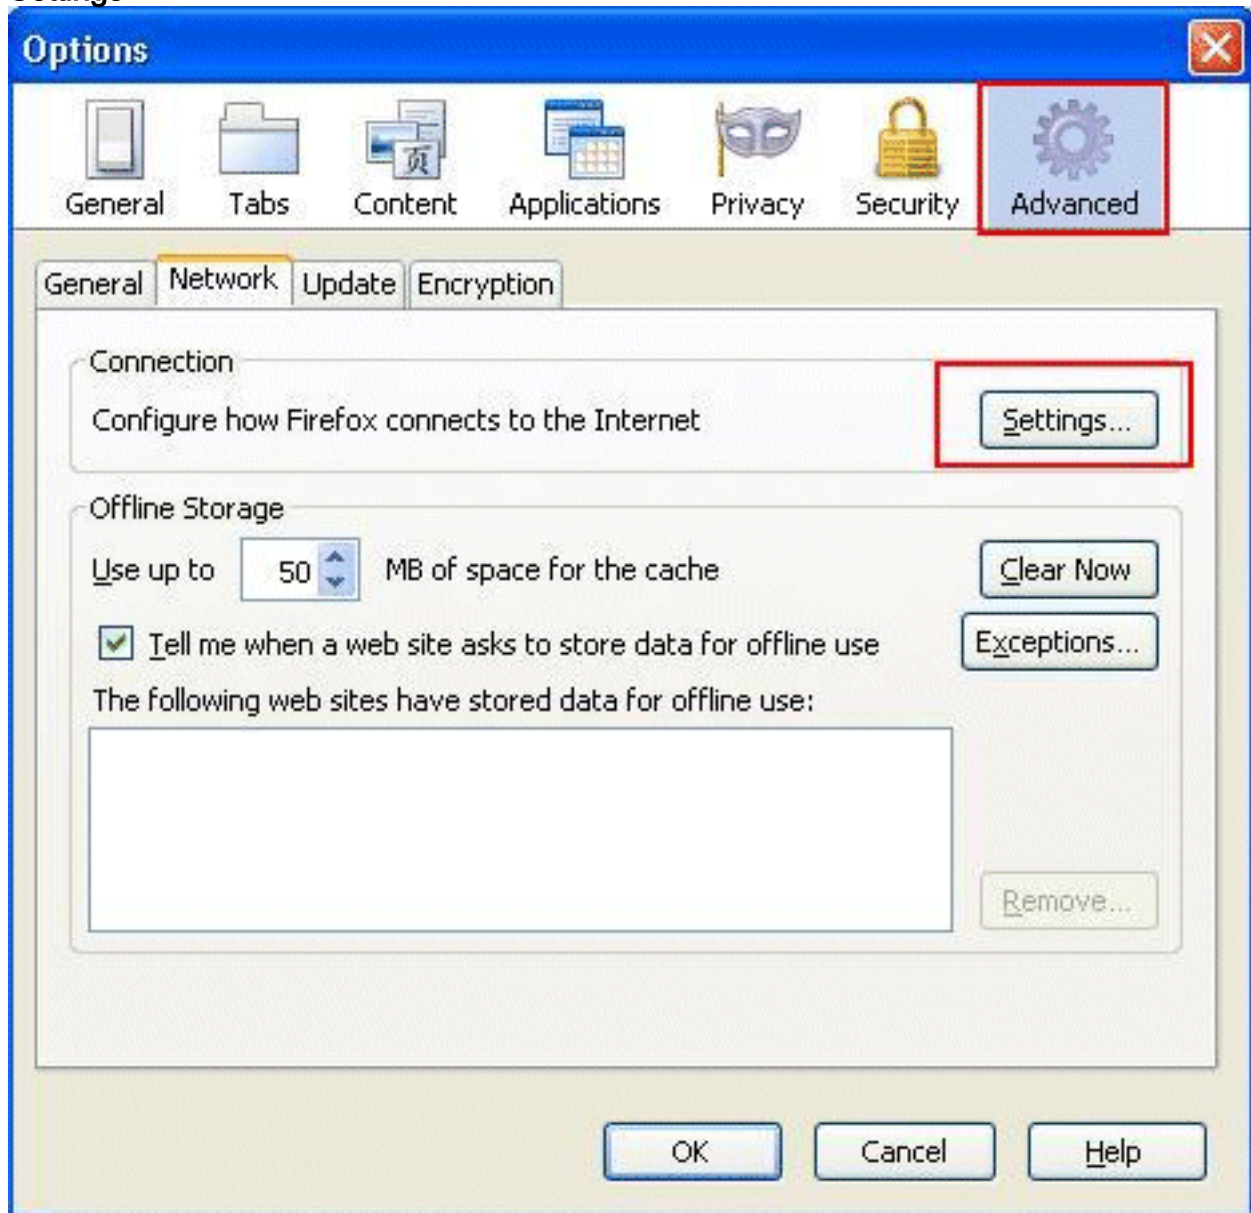 Options
General Tabs Content Applications Privacy Security Advanced
页
General Network Update Encryption
Connection
Configure how Firefox connects to the Internet Settings...
Offline Storage
Use up to 50 MB of space for the cache Clear Now
Tell me when a web site asks to store data for offline use Exceptions...
The following web sites have stored data for offline use:
Remove...
OK Cancel Help